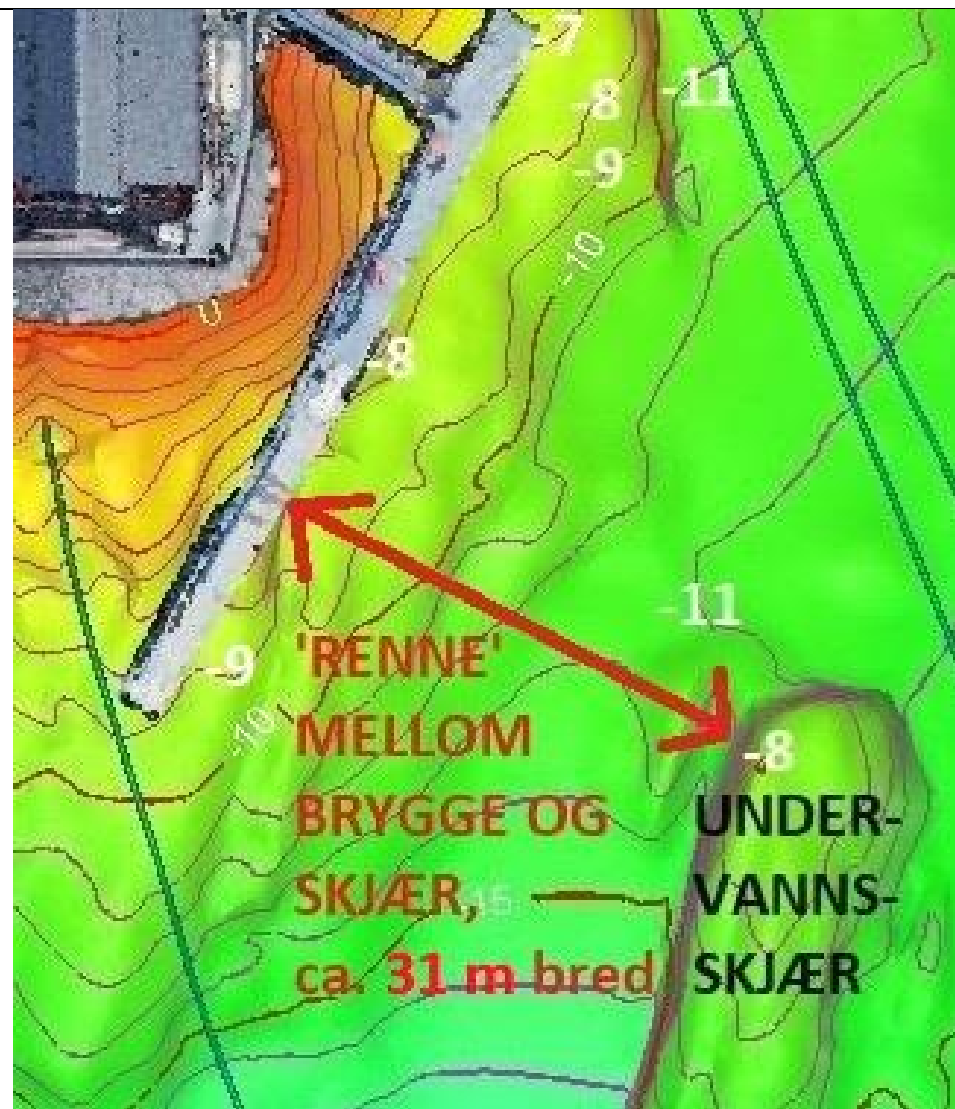 -7
-8
-11
-9
-10
-8
-11
-9
-10
'RENNE'
MELLOM
BRYGGE OG
SKJÆR,
ca. 31 m bred
-8
UNDER-
VANNS-
SKJÆR